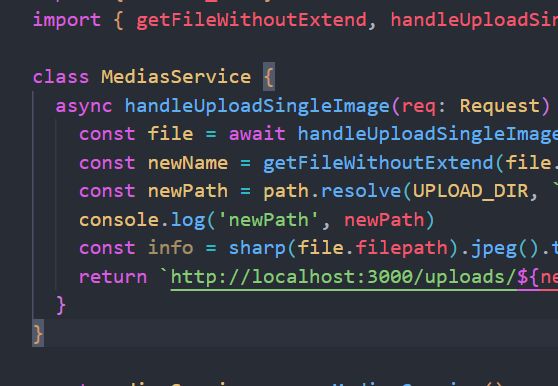 import { getFileWithoutExtend, handleUploadSin
class MediasService {
async handleUploadSingleImage(req: Request)
const file = await handleUploadSingleImage
const newName = getFileWithoutExtend(file.
const newPath = path.resolve(UPLOAD_DIR, `
console.log('newPath', newPath)
const info = sharp(file.filepath).jpeg().t
return `http://localhost:3000/uploads/${ne
}
}